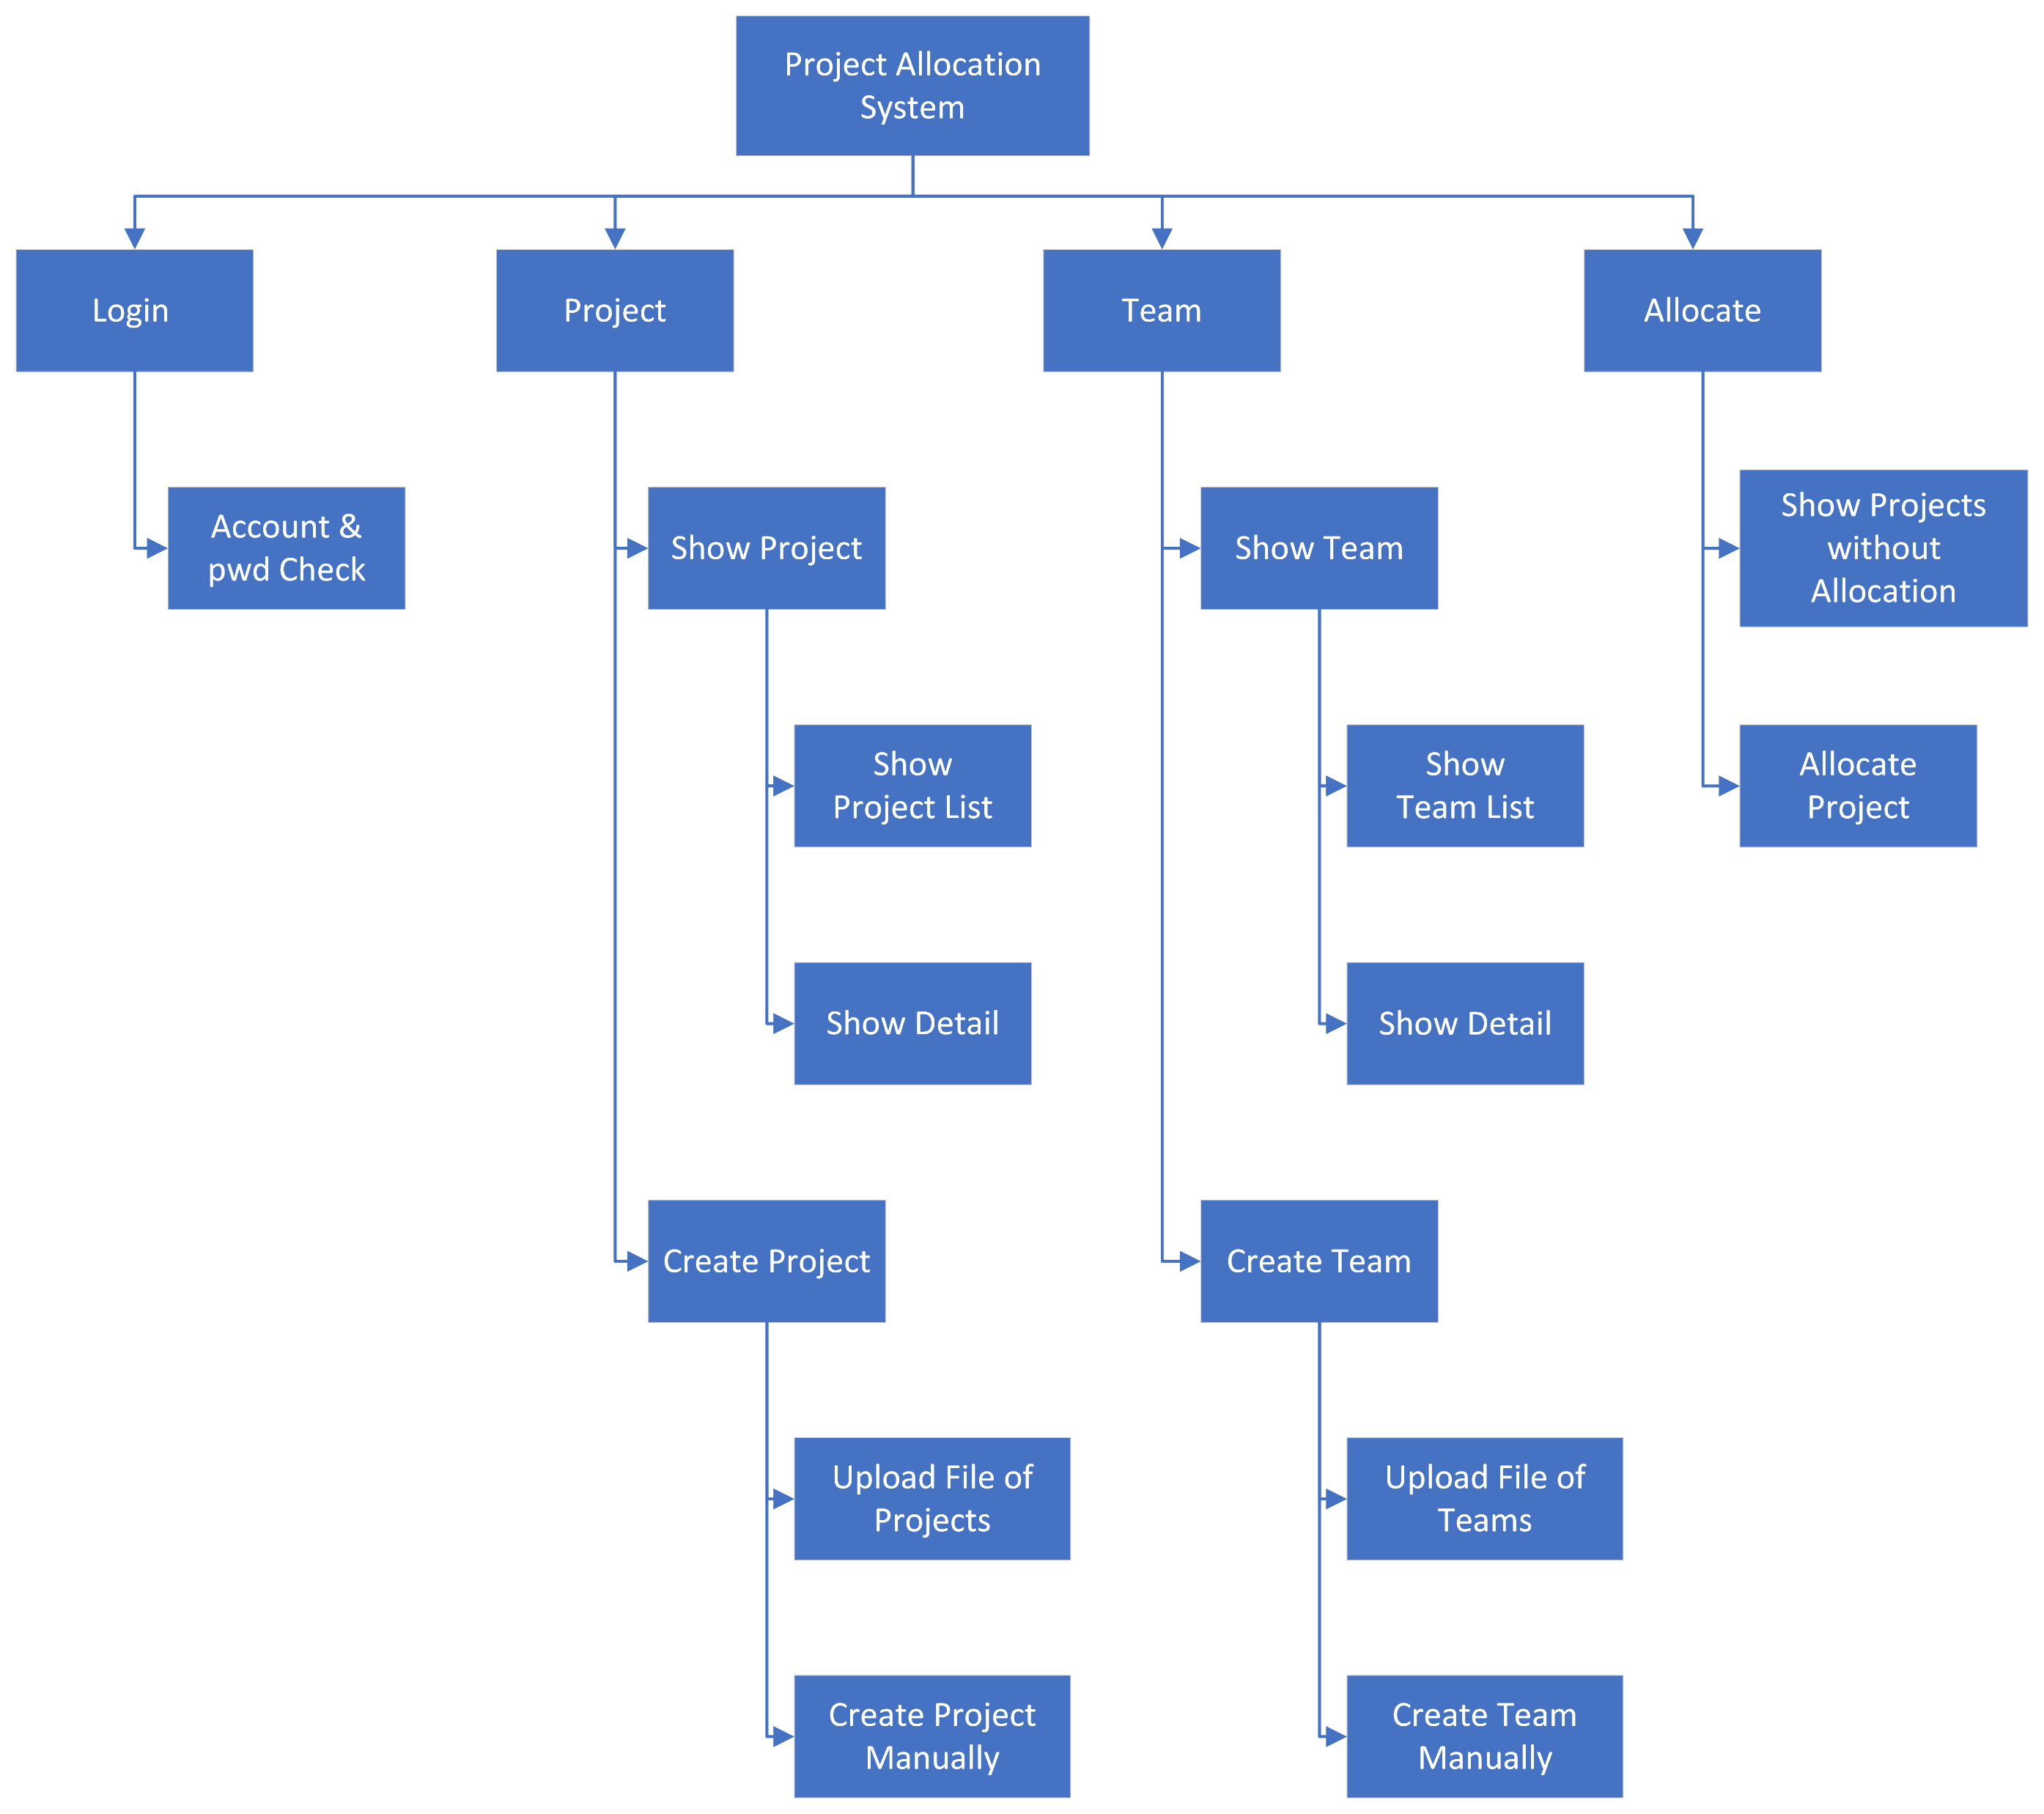 Project Allocation
System
Login
Project
Team
Allocate
Account &
pwd Check
Show Project
Show Team
Show Projects
without
Allocation
Show
Project List
Show
Team List
Allocate
Project
Show Detail
Show Detail
Create Project
Create Team
Upload File of
Projects
Upload File of
Teams
Create Project
Manually
Create Team
Manually